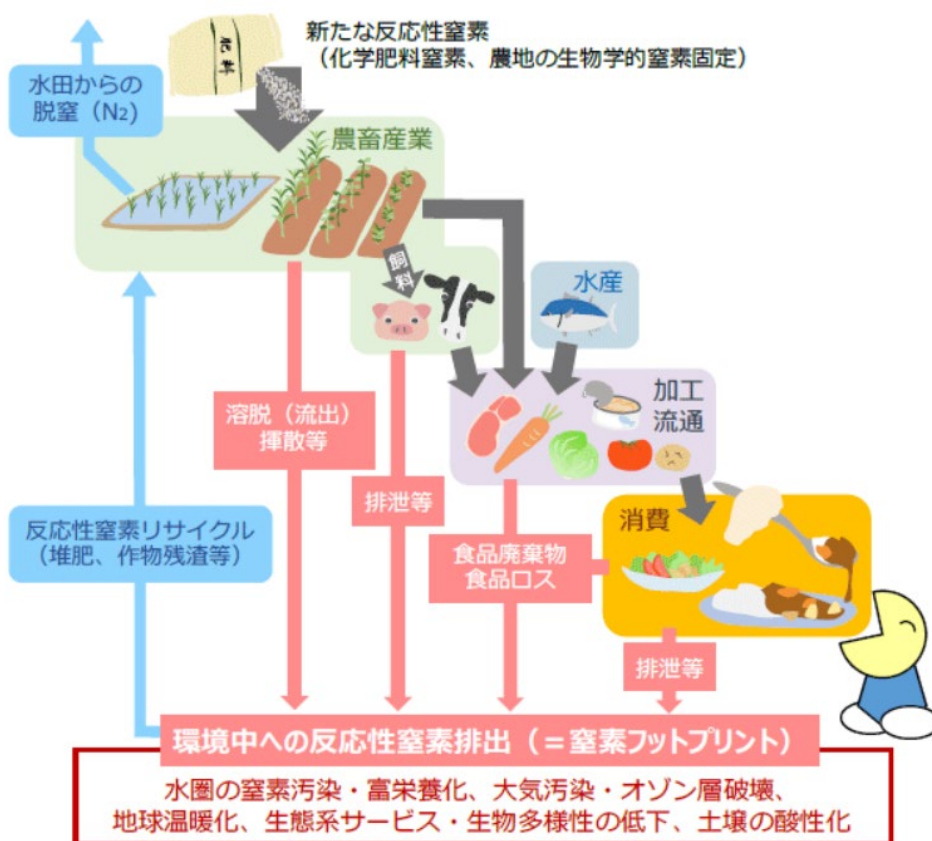 新たな反応性窒素
（化学肥料窒素、農地の生物学的窒素固定）
肥料
水田からの
脱窒（N2）
農畜産業
飼料
水産
加工
流通
溶脱（流出）
揮散等
排泄等
消費
反応性窒素リサイクル
（堆肥、作物残渣等）
食品廃棄物
食品ロス
排泄等
環境中への反応性窒素排出（＝窒素フットプリント）
水圏の窒素汚染・富栄養化、大気汚染・オゾン層破壊、
地球温暖化、生態系サービス・生物多様性の低下、土壌の酸性化